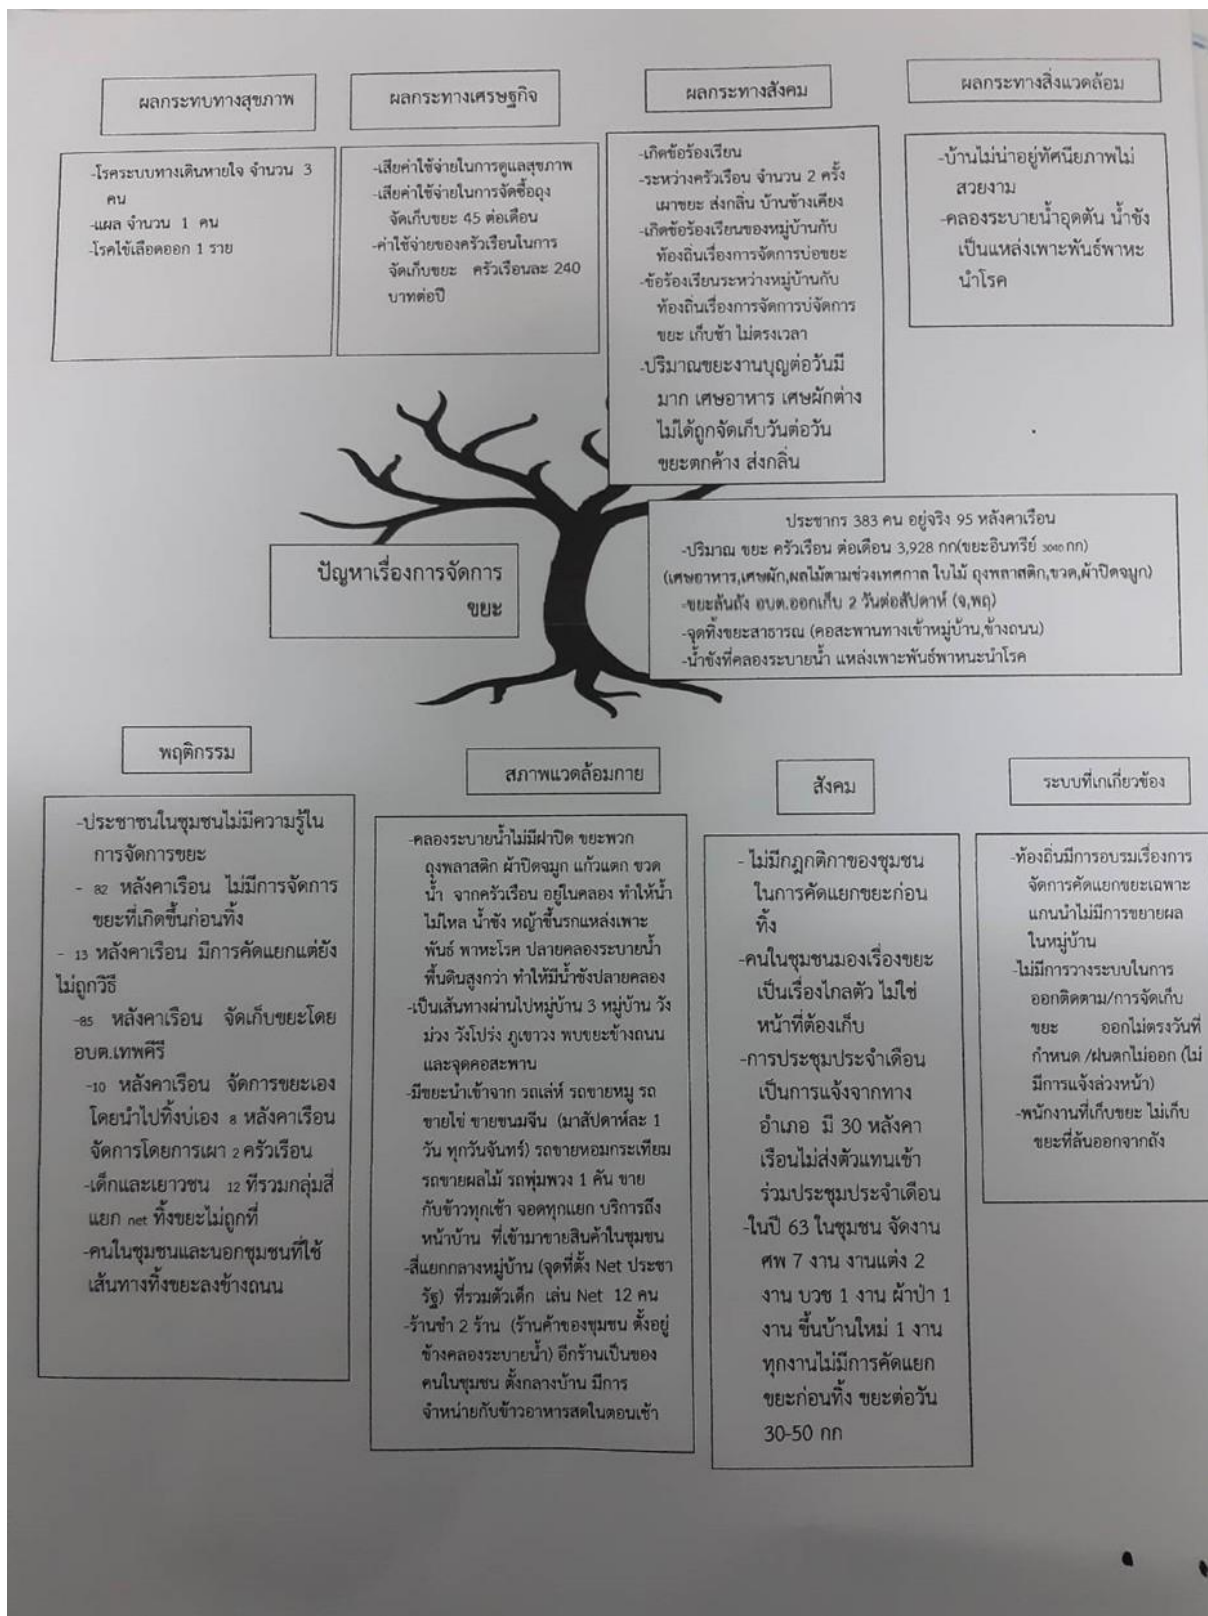 ผลกระทบทางสุขภาพ
-โรคระบบทางเดินหายใจ จำนวน 3
คน
-แผล จำนวน 1 คน
-โรคไข้เลือดออก 1 ราย
ผลกระทางเศรษฐกิจ
-เสียค่าใช้จ่ายในการดูแลสุขภาพ
-เสียค่าใช้จ่ายในการจัดซื้อถุง
จัดเก็บขยะ 45 ต่อเดือน
-ค่าใช้จ่ายของครัวเรือนในการ
จัดเก็บขยะ ครัวเรือนละ 240
บาทต่อปี
ผลกระทางสังคม
-เกิดข้อร้องเรียน
-ระหว่างครัวเรือน จำนวน 2 ครั้ง
เผาขยะ ส่งกลิ่น บ้านข้างเคียง
-เกิดข้อร้องเรียนของหมู่บ้านกับ
ท้องถิ่นเรื่องการจัดการบ่อขยะ
-ข้อร้องเรียนระหว่างหมู่บ้านกับ
ท้องถิ่นเรื่องการจัดการบ่จัดการ
ขยะ เก็บช้า ไม่ตรงเวลา
-ปริมาณขยะงานบุญต่อวันมี
มาก เศษอาหาร เศษผักต่าง
ไม่ได้ถูกจัดเก็บวันต่อวัน
ขยะตกค้าง ส่งกลิ่น
ผลกระทางสิ่งแวดล้อม
-บ้านไม่น่าอยู่ทัศนียภาพไม่
สวยงาม
-คลองระบายน้ำอุดตัน น้ำขัง
เป็นแหล่งเพาะพันธ์พาหะ
นำโรค
ปัญหาเรื่องการจัดการ
ขยะ
ประชากร 383 คน อยู่จริง 95 หลังคาเรือน
-ปริมาณ ขยะ ครัวเรือน ต่อเดือน 3,928 กก(ขยะอินทรีย์ 3040 กก)
(เศษอาหาร,เศษผัก,ผลไม้ตามช่วงเทศกาล ใบไม้ ถุงพลาสติก,ขวด,ผ้าปิดจมูก)
-ขยะล้นถัง อบต.ออกเก็บ 2 วันต่อสัปดาห์ (จ,พฤ)
-จุดทิ้งขยะสาธารณ (คอสะพานทางเข้าหมู่บ้าน,ข้างถนน)
-น้ำขังที่คลองระบายน้ำ แหล่งเพาะพันธ์พาหนะนำโรค
พฤติกรรม
-ประชาชนในชุมชนไม่มีความรู้ใน
การจัดการขยะ
- 82 หลังคาเรือน ไม่มีการจัดการ
ขยะที่เกิดขึ้นก่อนทิ้ง
- 13 หลังคาเรือน มีการคัดแยกแต่ยัง
ไม่ถูกวิธี
-85 หลังคาเรือน จัดเก็บขยะโดย
อบต.เทพคีรี
-10 หลังคาเรือน จัดการขยะเอง
โดยนำไปทิ้งบ่เอง 8 หลังคาเรือน
จัดการโดยการเผา 2 ครัวเรือน
-เด็กและเยาวชน 12 ที่รวมกลุ่มสี่
แยก net ทิ้งขยะไม่ถูกที่
-คนในชุมชนและนอกชุมชนที่ใช้
เส้นทางทิ้งขยะลงข้างถนน
สภาพแวดล้อมกาย
-คลองระบายน้ำไม่มีฝาปิด ขยะพวก
ถุงพลาสติก ผ้าปิดจมูก แก้วแตก ขวด
น้ำ จากครัวเรือน อยู่ในคลอง ทำให้น้ำ
ไม่ไหล น้ำขัง หญ้าขึ้นรกแหล่งเพาะ
พันธ์ พาหะโรค ปลายคลองระบายน้ำ
พื้นดินสูงกว่า ทำให้มีน้ำขังปลายคลอง
-เป็นเส้นทางผ่านไปหมู่บ้าน 3 หมู่บ้าน วัง
ม่วง วังโปร่ง ภูเขาวง พบขยะข้างถนน
และจุดคอสะพาน
-มีขยะนำเข้าจาก รถเล่ห์ รถขายหมู รถ
ขายไข่ ขายขนมจีน (มาสัปดาห์ละ 1
วัน ทุกวันจันทร์) รถขายหอมกระเทียม
รถขายผลไม้ รถพุ่มพวง 1 คัน ขาย
กับข้าวทุกเช้า จอดทุกแยก บริการถึง
หน้าบ้าน ที่เข้ามาขายสินค้าในชุมชน
-สี่แยกกลางหมู่บ้าน (จุดที่ตั้ง Net ประชา
รัฐ) ที่รวมตัวเด็ก เล่น Net 12 คน
-ร้านชำ 2 ร้าน (ร้านค้าของชุมชน ตั้งอยู่
ข้างคลองระบายน้ำ) อีกร้านเป็นของ
คนในชุมชน ตั้งกลางบ้าน มีการ
จำหน่ายกับข้าวอาหารสดในตอนเช้า
สังคม
- ไม่มีกฎกติกาของชุมชน
ในการคัดแยกขยะก่อน
ทิ้ง
-คนในชุมชนมองเรื่องขยะ
เป็นเรื่องไกลตัว ไม่ใช่
หน้าที่ต้องเก็บ
-การประชุมประจำเดือน
เป็นการแจ้งจากทาง
อำเภอ มี 30 หลังคา
เรือนไม่ส่งตัวแทนเข้า
ร่วมประชุมประจำเดือน
-ในปี 63 ในชุมชน จัดงาน
ศพ 7 งาน งานแต่ง 2
งาน บวช 1 งาน ผ้าป่า 1
งาน ขึ้นบ้านใหม่ 1 งาน
ทุกงานไม่มีการคัดแยก
ขยะก่อนทิ้ง ขยะต่อวัน
30-50 กก
ระบบที่เกเกี่ยวข้อง
-ท้องถิ่นมีการอบรมเรื่องการ
จัดการคัดแยกขยะเฉพาะ
แกนนำไม่มีการขยายผล
ในหมู่บ้าน
-ไม่มีการวางระบบในการ
ออกติดตาม/การจัดเก็บ
ขยะ ออกไม่ตรงวันที่
กำหนด /ฝนตกไม่ออก (ไม่
มีการแจ้งล่วงหน้า)
-พนักงานที่เก็บขยะ ไม่เก็บ
ขยะที่ล้นออกจากถัง